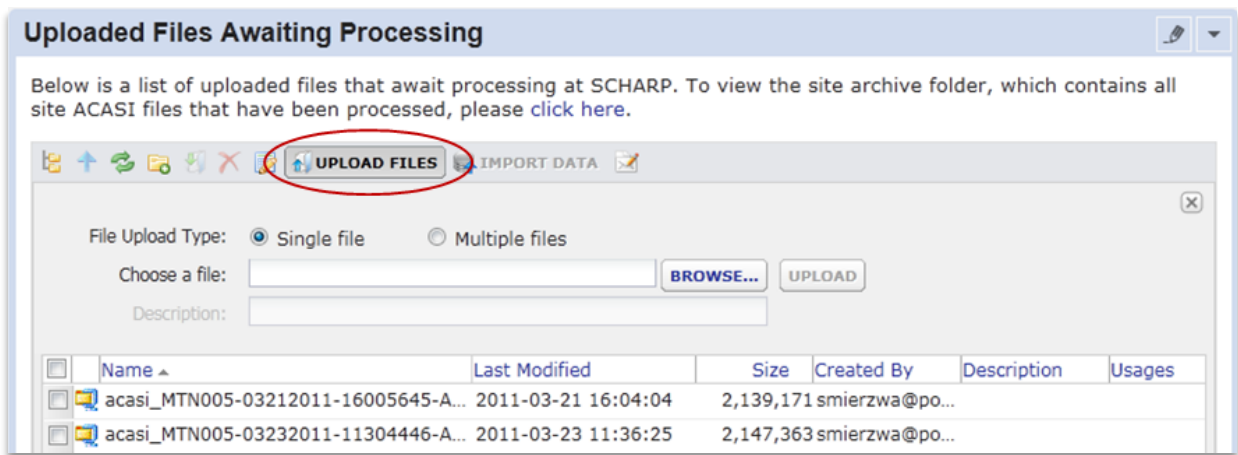 Uploaded Files Awaiting Processing
Below is a list of uploaded files that await processing at SCHARP. To view the site archive folder, which contains all
site ACASI files that have been processed, please click here.
UPLOAD FILES IMPORT DATA
File Upload Type: Single file Multiple files
Choose a file: BROWSE... UPLOAD
Description:
Name Last Modified Size Created By Description Usages
acasi_MTN005-03212011-16005645-A... 2011-03-21 16:04:04 2,139,171 smierzwa@po...
acasi_MTN005-03232011-11304446-A... 2011-03-23 11:36:25 2,147,363 smierzwa@po...